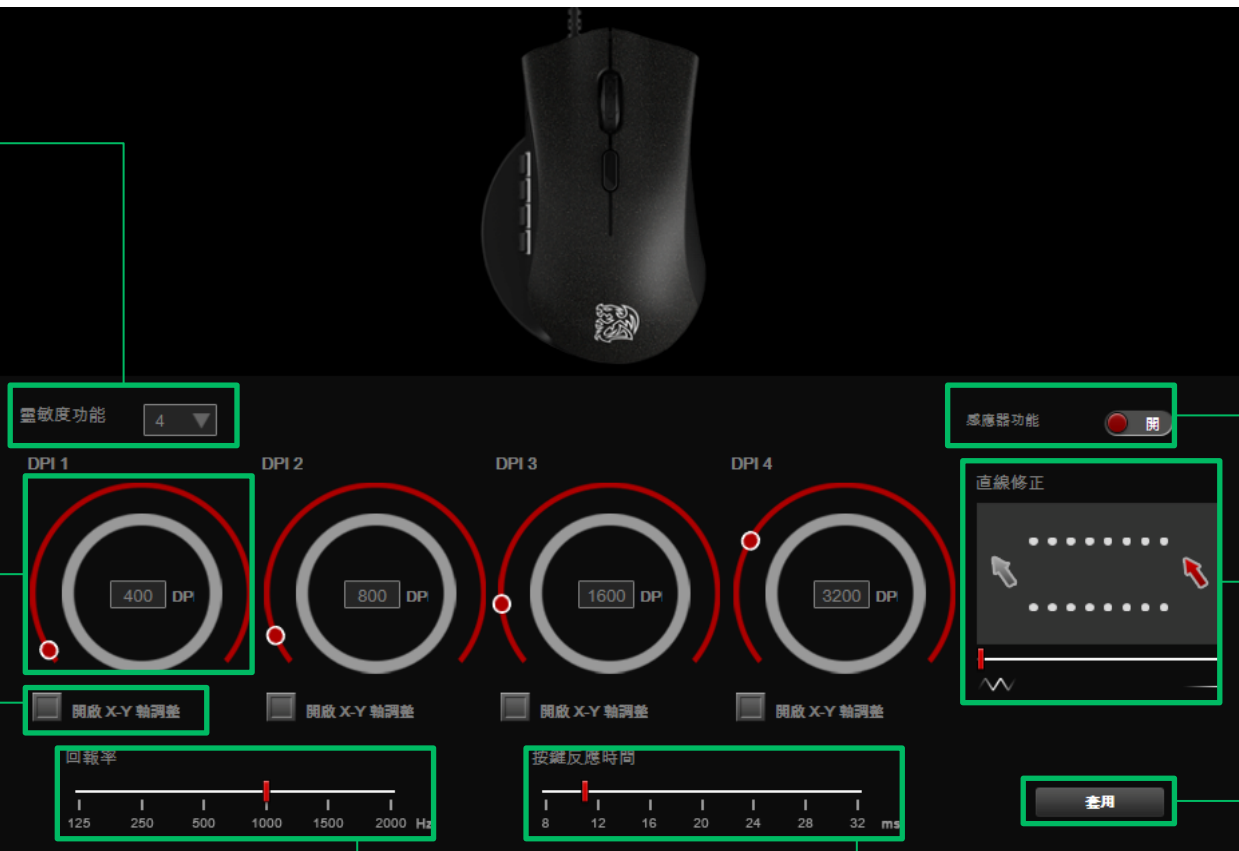 靈敏度功能 4
感應器功能 開
DPI 1 DPI 2 DPI 3 DPI 4
直線修正
400 DPI 800 DPI 1600 DPI 3200 DPI
開啟 X-Y 軸調整 開啟 X-Y 軸調整 開啟 X-Y 軸調整 開啟 X-Y 軸調整
回報率
125 250 500 1000 1500 2000 Hz
按鍵反應時間
8 12 16 20 24 28 32 ms
套用